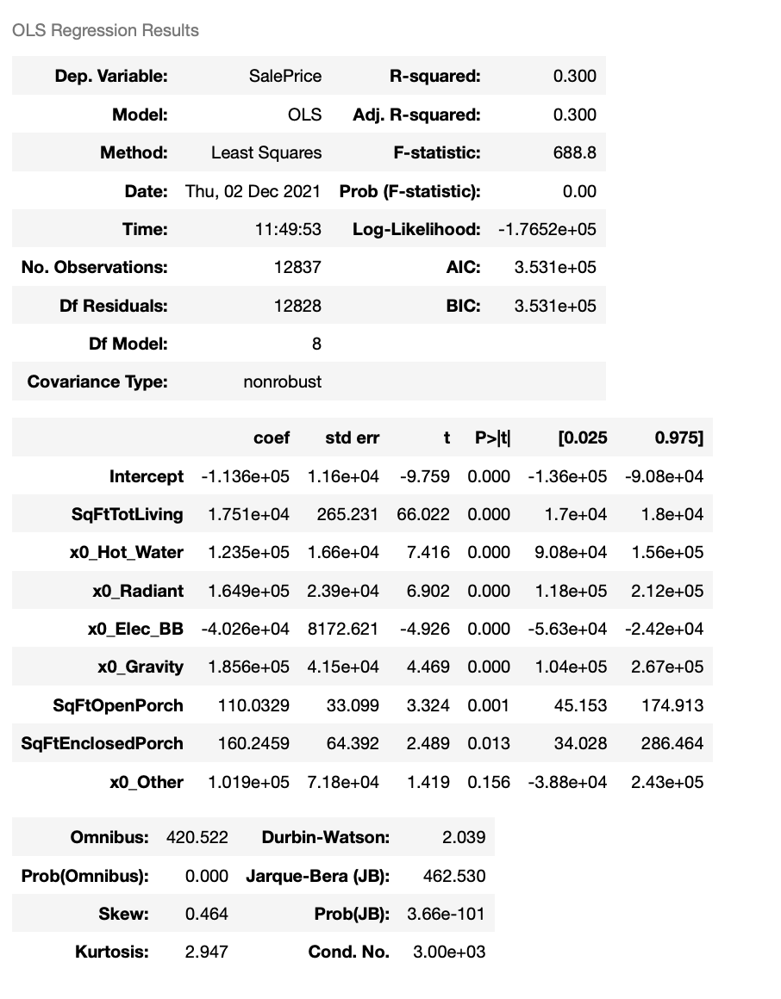 OLS Regression Results
Dep. Variable: SalePrice R-squared: 0.300
Model: OLS Adj. R-squared: 0.300
Method: Least Squares F-statistic: 688.8
Date: Thu, 02 Dec 2021 Prob (F-statistic): 0.00
Time: 11:49:53 Log-Likelihood: -1.7652e+05
No. Observations: 12837 AIC: 3.531e+05
Df Residuals: 12828 BIC: 3.531e+05
Df Model: 8
Covariance Type: nonrobust
coef std err t P>|t| [0.025 0.975]
Intercept -1.136e+05 1.16e+04 -9.759 0.000 -1.36e+05 -9.08e+04
SqFtTotLiving 1.751e+04 265.231 66.022 0.000 1.7e+04 1.8e+04
x0_Hot_Water 1.235e+05 1.66e+04 7.416 0.000 9.08e+04 1.56e+05
x0_Radiant 1.649e+05 2.39e+04 6.902 0.000 1.18e+05 2.12e+05
x0_Elec_BB -4.026e+04 8172.621 -4.926 0.000 -5.63e+04 -2.42e+04
x0_Gravity 1.856e+05 4.15e+04 4.469 0.000 1.04e+05 2.67e+05
SqFtOpenPorch 110.0329 33.099 3.324 0.001 45.153 174.913
SqFtEnclosedPorch 160.2459 64.392 2.489 0.013 34.028 286.464
x0_Other 1.019e+05 7.18e+04 1.419 0.156 -3.88e+04 2.43e+05
Omnibus: 420.522 Durbin-Watson: 2.039
Prob(Omnibus): 0.000 Jarque-Bera (JB): 462.530
Skew: 0.464 Prob(JB): 3.66e-101
Kurtosis: 2.947 Cond. No. 3.00e+03